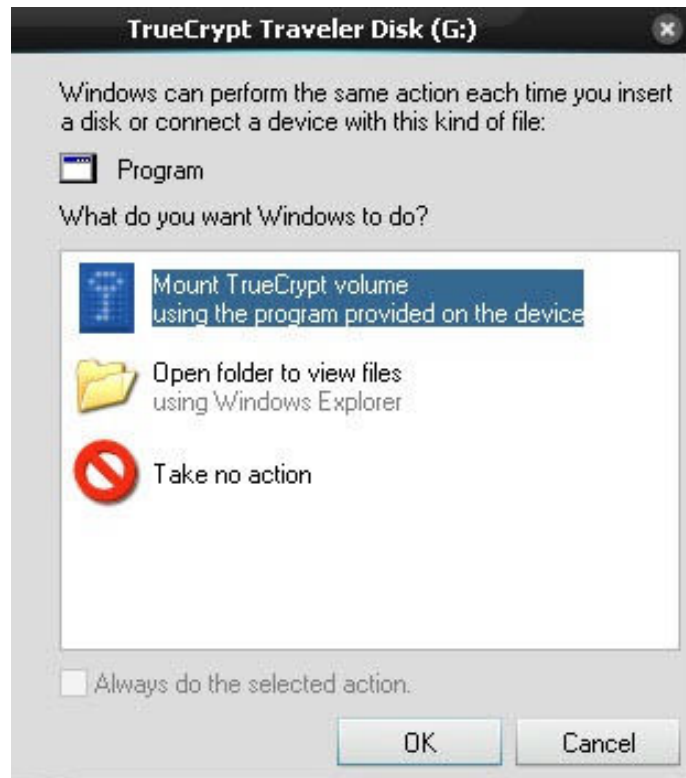 TrueCrypt Traveler Disk (G:)
Windows can perform the same action each time you insert
a disk or connect a device with this kind of file:
Program
What do you want Windows to do?
Mount TrueCrypt volume
using the program provided on the device
Open folder to view files
using Windows Explorer
Take no action
Always do the selected action.
OK Cancel